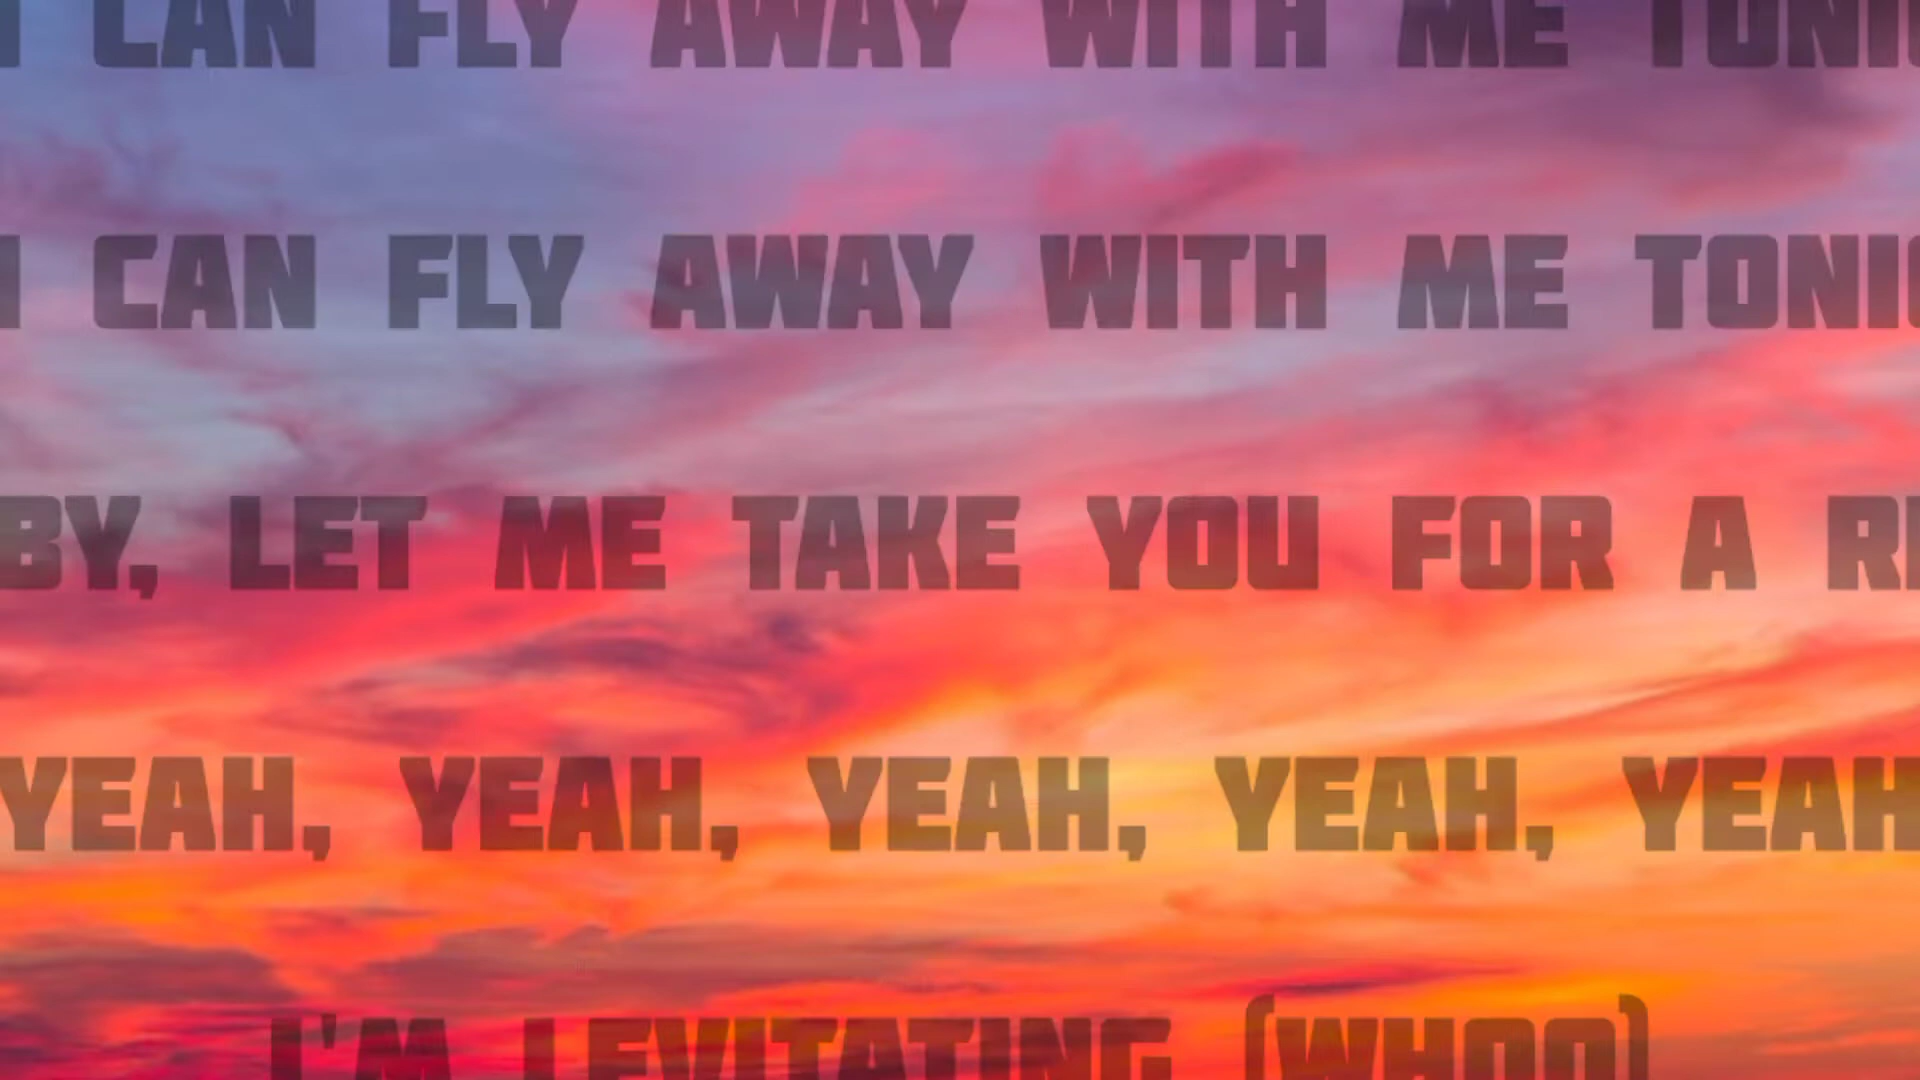 CAN FLY AWAY WITH ME
CAN FLY AWAY WITH ME
LET ME TAKE YOU FOR A
YEAH, YEAH, YEAH, YEAH, YEAH
I'M LEVITATING (WHOO)